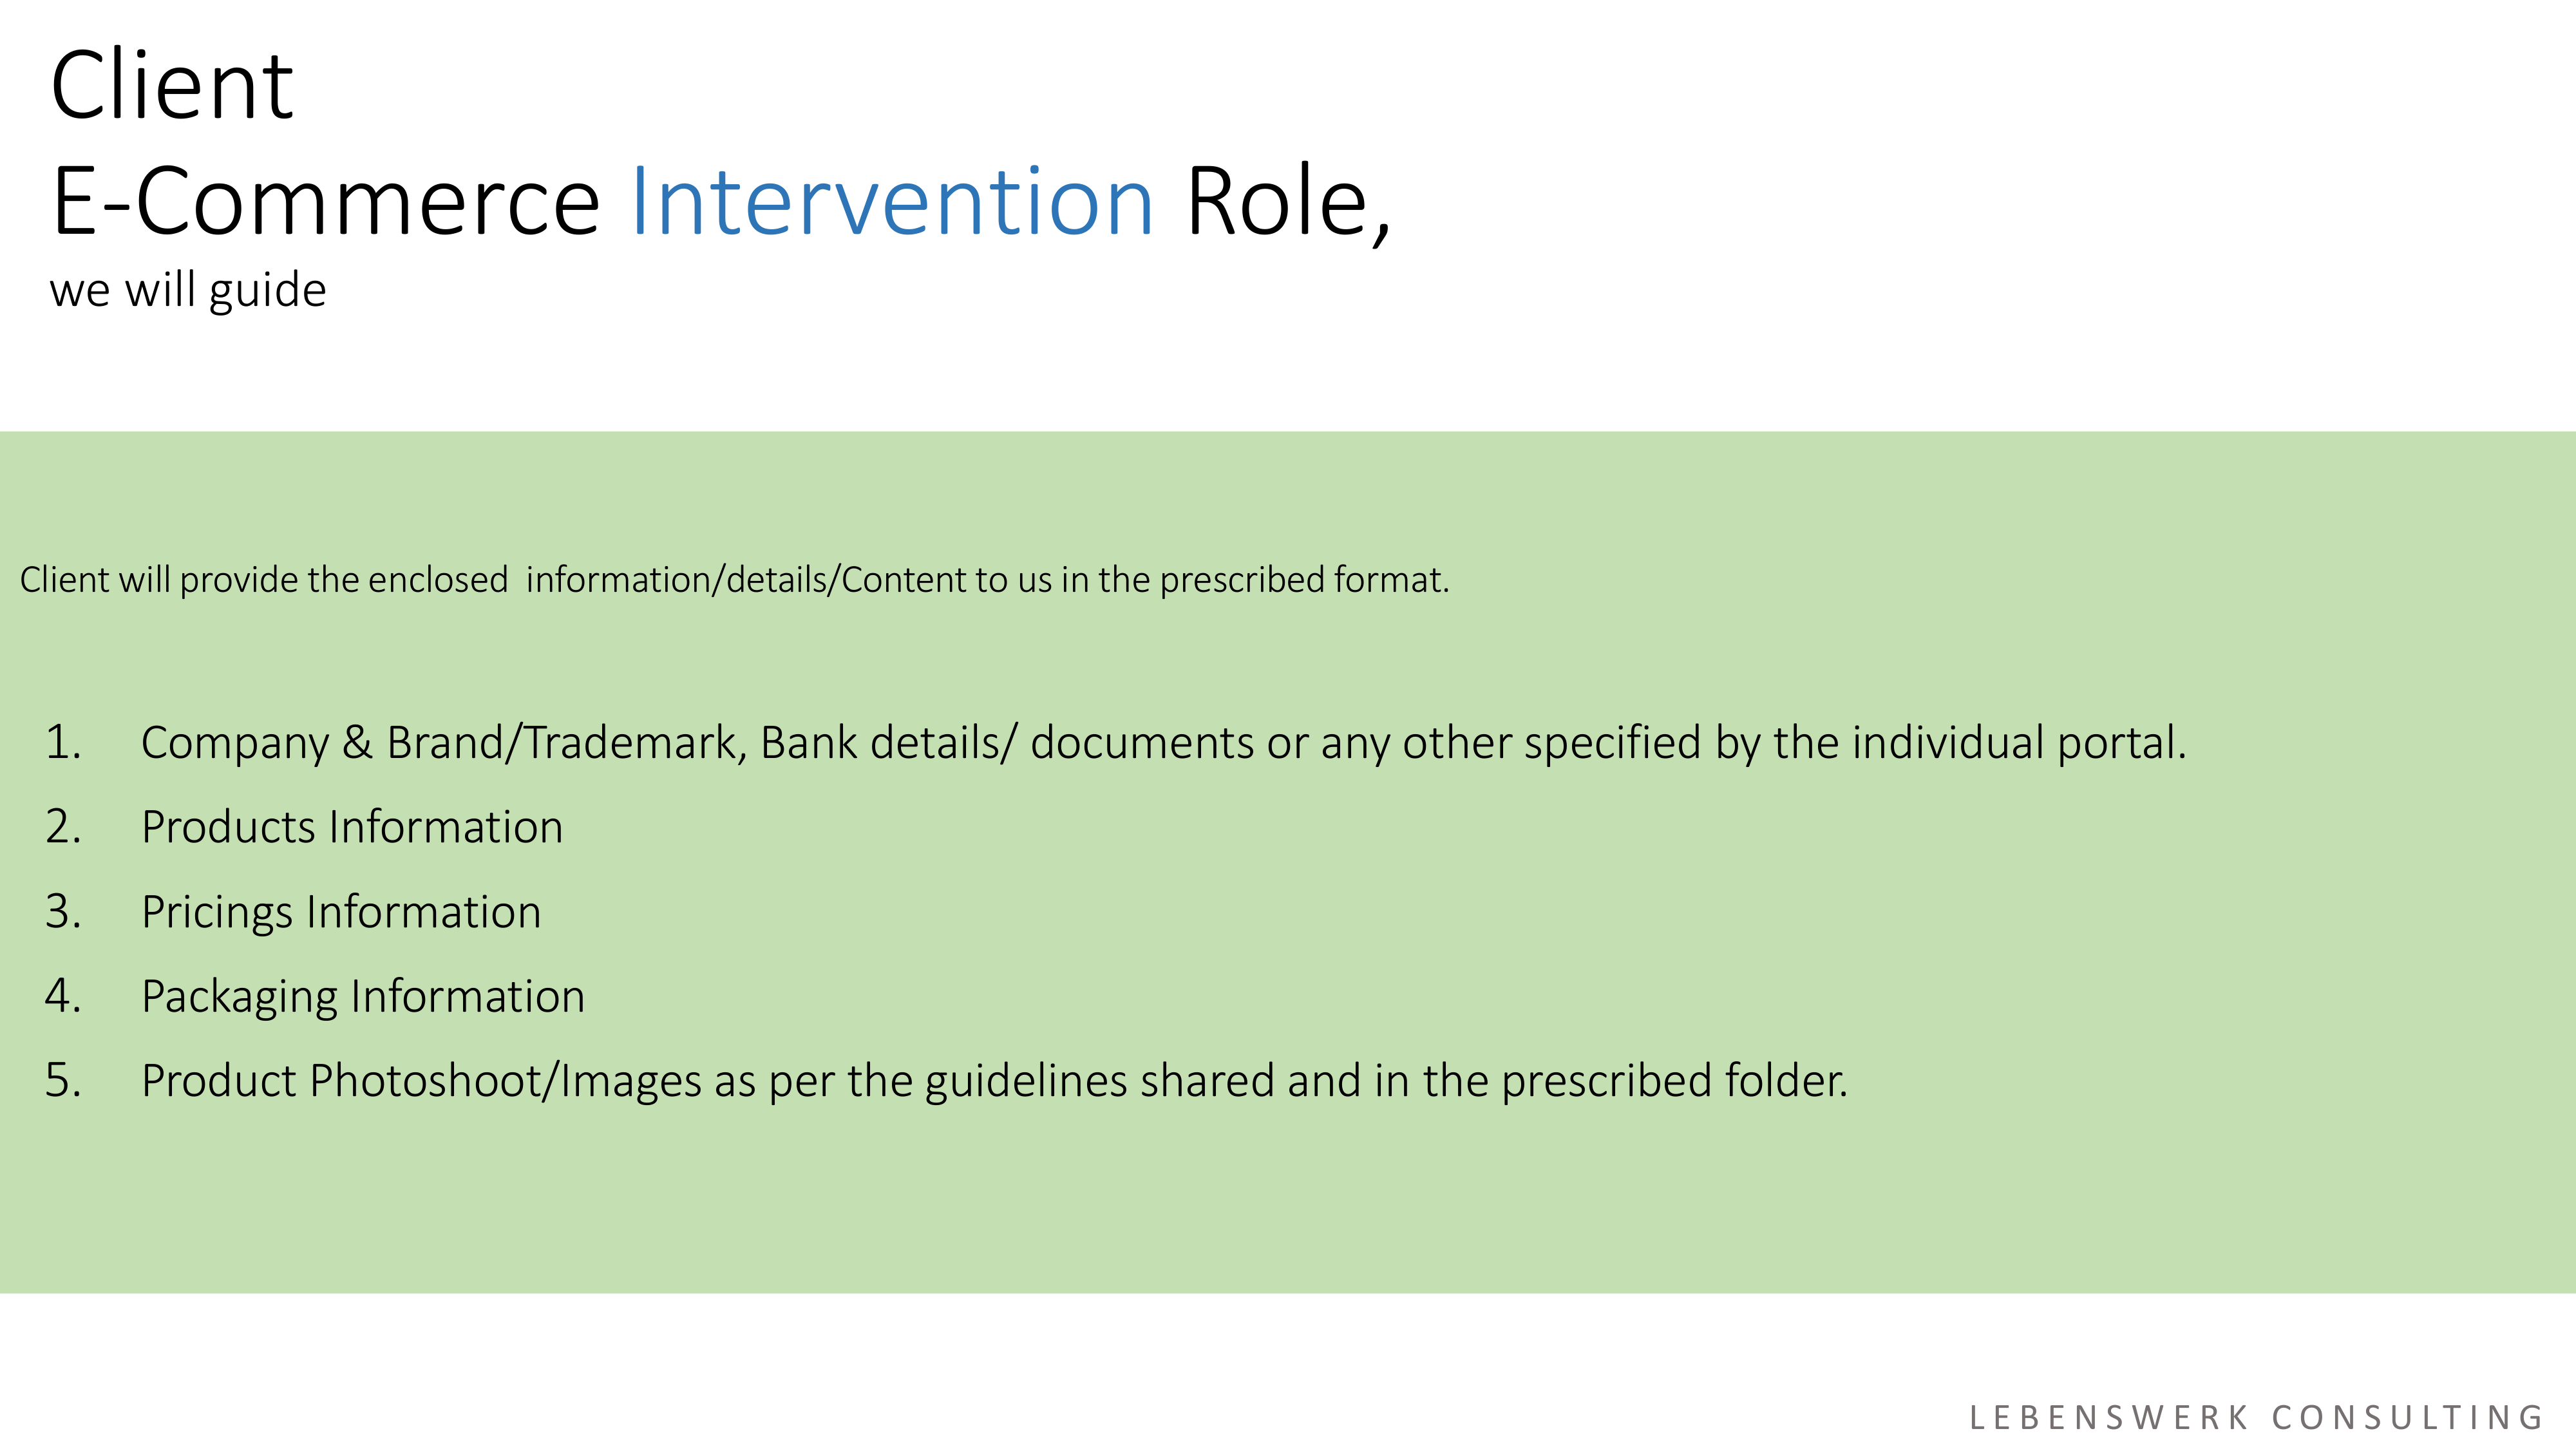 Client
E-Commerce Intervention Role,
we will guide
Client will provide the enclosed  information/details/Content to us in the prescribed format.
1. Company & Brand/Trademark, Bank details/ documents or any other specified by the individual portal.
2. Products Information
3. Pricings Information
4. Packaging Information
5. Product Photoshoot/Images as per the guidelines shared and in the prescribed folder.
LEBENSWERK CONSULTING